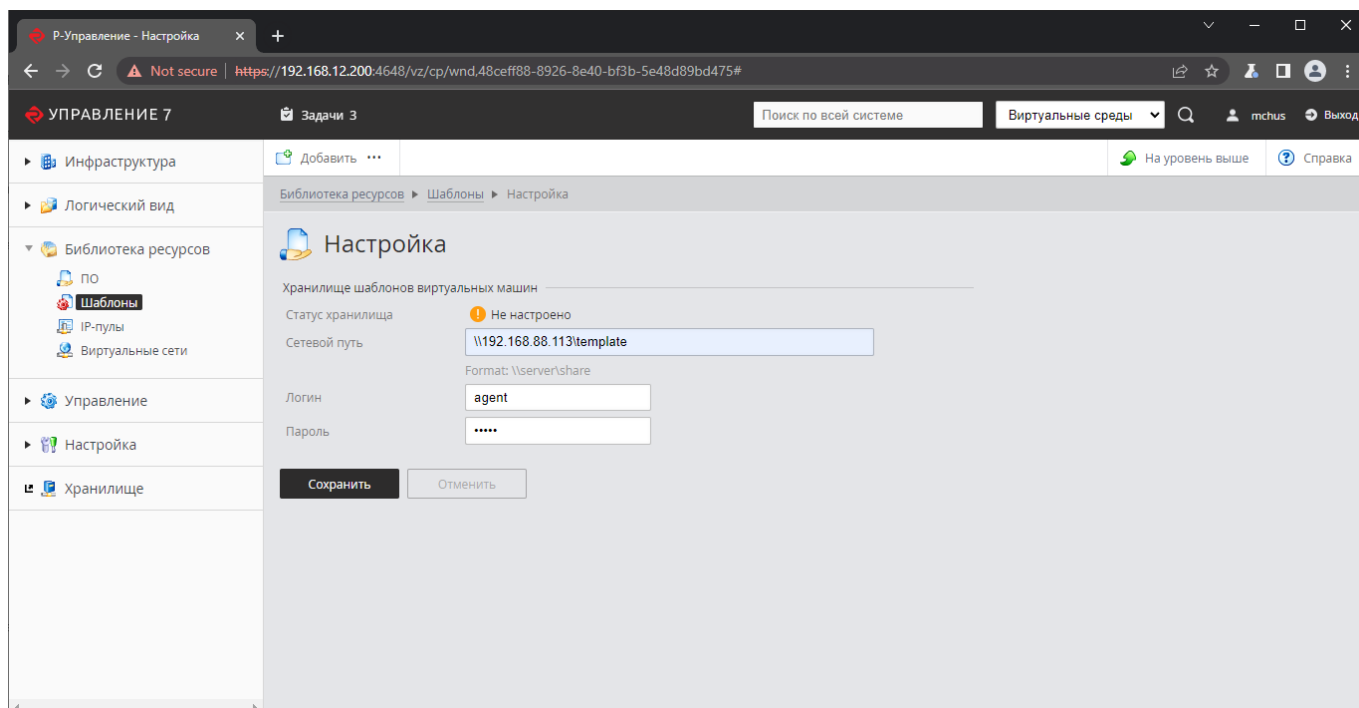 Р-Управление - Настройка
Not secure | https://192.168.12.200:4648/vz/cp/wnd,48ceff88-8926-8e40-bf3b-5e48d89bd475#
УПРАВЛЕНИЕ 7
Задачи 3
Поиск по всей системе
Виртуальные среды
mchus
Выход
Инфраструктура
Логический вид
Библиотека ресурсов
ПО
Шаблоны
IP-пулы
Виртуальные сети
Управление
Настройка
Хранилище
Добавить
На уровень выше
Справка
Библиотека ресурсов ▶ Шаблоны ▶ Настройка
Настройка
Хранилище шаблонов виртуальных машин
Статус хранилища
Не настроено
Сетевой путь
\\192.168.88.113\template
Format: \\server\share
Логин
agent
Пароль
•••••
Сохранить
Отменить